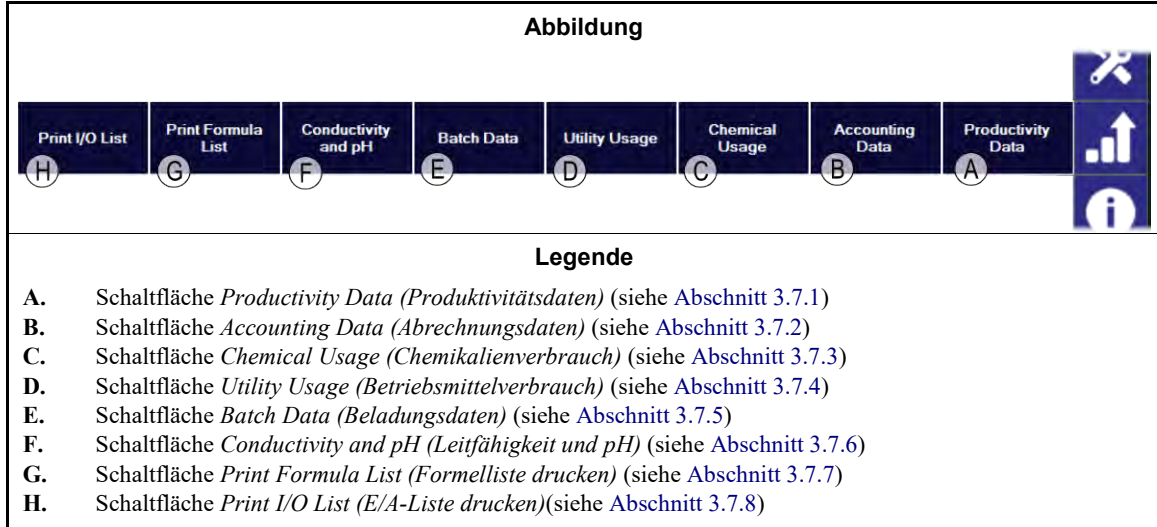 Abbildung
Print I/O List
Print Formula
List
Conductivity
and pH
Batch Data
Utility Usage
Chemical
Usage
Accounting
Data
Productivity
Data
H
G
F
E
D
C
B
A
i
Legende
A. Schaltfläche Productivity Data (Produktivitätsdaten) (siehe Abschnitt 3.7.1)
B. Schaltfläche Accounting Data (Abrechnungsdaten) (siehe Abschnitt 3.7.2)
C. Schaltfläche Chemical Usage (Chemikalienverbrauch) (siehe Abschnitt 3.7.3)
D. Schaltfläche Utility Usage (Betriebsmittelverbrauch) (siehe Abschnitt 3.7.4)
E. Schaltfläche Batch Data (Beladungsdaten) (siehe Abschnitt 3.7.5)
F. Schaltfläche Conductivity and pH (Leitfähigkeit und pH) (siehe Abschnitt 3.7.6)
G. Schaltfläche Print Formula List (Formelliste drucken) (siehe Abschnitt 3.7.7)
H. Schaltfläche Print I/O List (E/A-Liste drucken)(siehe Abschnitt 3.7.8)